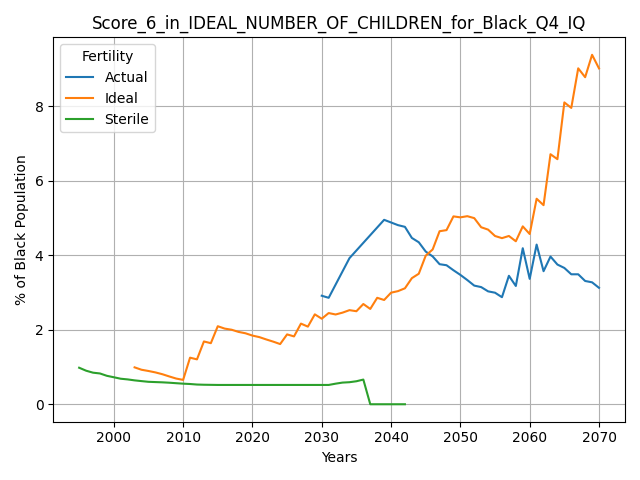 Score_6_in_IDEAL_NUMBER_OF_CHILDREN_for_Black_Q4_IQ
Fertility
Actual
Ideal
Sterile
% of Black Population
8
6
4
2
0
2000 2010 2020 2030 2040 2050 2060 2070
Years